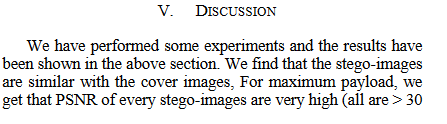 V. DISCUSSION
We have performed some experiments and the results have
been shown in the above section. We find that the stego-images
are similar with the cover images, For maximum payload, we
get that PSNR of every stego-images are very high (all are > 30